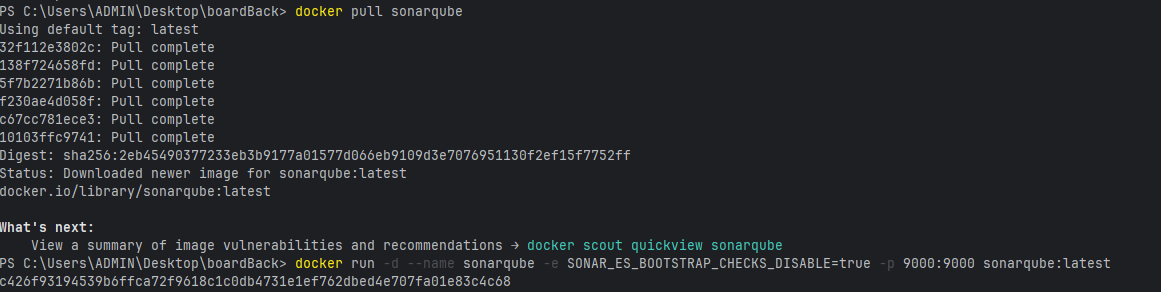 PS C:\Users\ADMIN\Desktop\boardBack> docker pull sonarqube
Using default tag: latest
32f112e3802c: Pull complete
138f724658fd: Pull complete
5f7b2271b86b: Pull complete
f230ae4d058f: Pull complete
c67cc781ece3: Pull complete
10103ffc9741: Pull complete
Digest: sha256:2eb45490377233eb3b9177a01577d066eb9109d3e7076951130f2ef15f7752ff
Status: Downloaded newer image for sonarqube:latest
docker.io/library/sonarqube:latest
What's next:
View a summary of image vulnerabilities and recommendations → docker scout quickview sonarqube
PS C:\Users\ADMIN\Desktop\boardBack> docker run -d --name sonarqube -e SONAR_ES_BOOTSTRAP_CHECKS_DISABLE=true -p 9000:9000 sonarqube:latest
c426f93194539b6ffca72f9618c1c0db4731e1ef762dbed4e707fa01e83c4c68